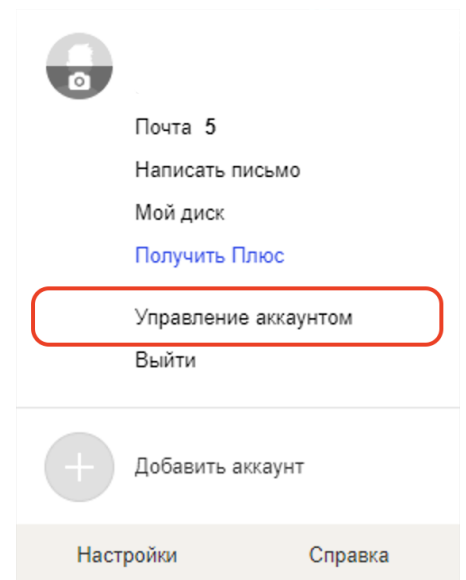 Почта 5
Написать письмо
Мой диск
Получить Плюс
Управление аккаунтом
Выйти
Добавить аккаунт
Настройки Справка